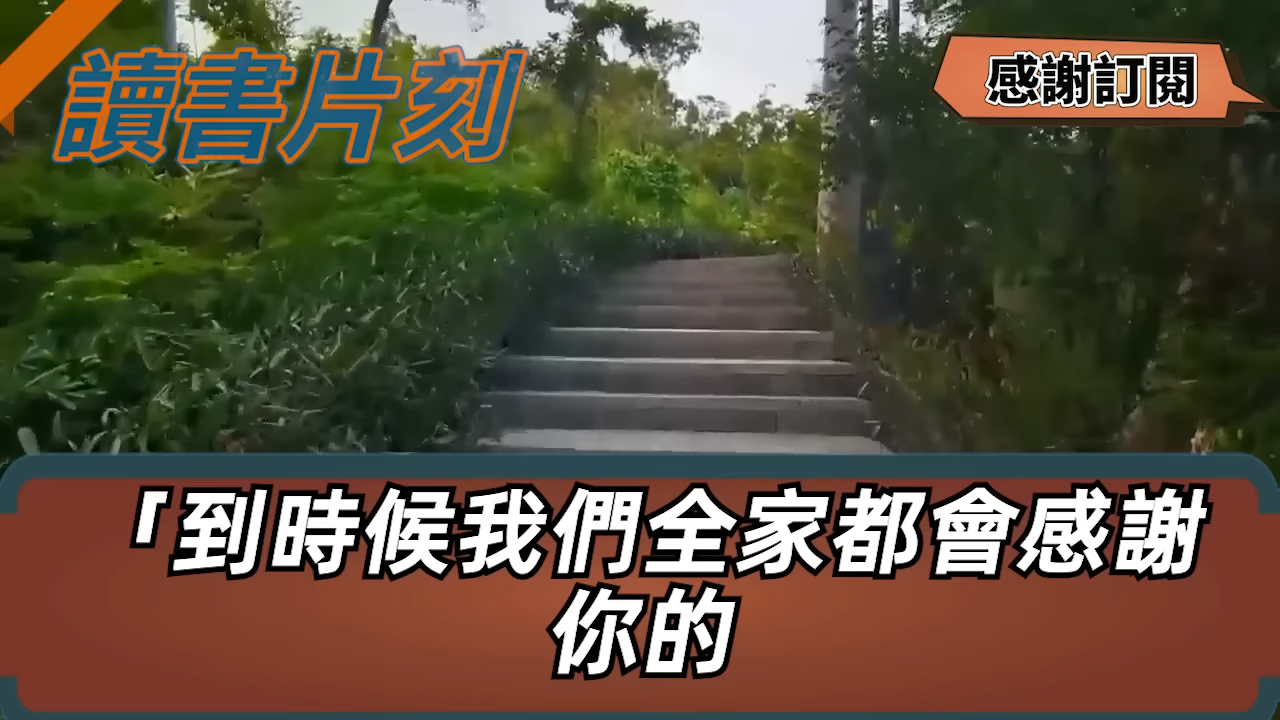 讀書片刻
感謝訂閱
「到時候我們全家都會感謝
你的